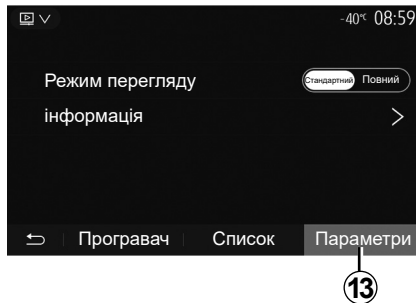 -40°C 08:59
Режим перегляду Стандартний Повний
інформація
Програвач Список Параметри
13